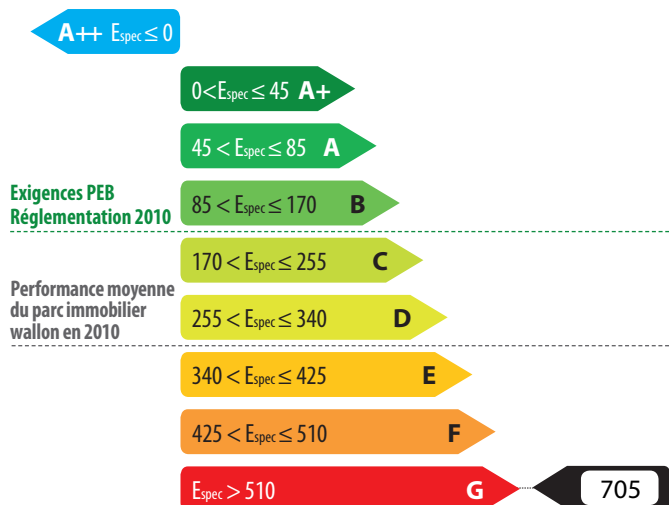 A++ Espec ≤ 0
0<Espec ≤ 45 A+
45 < Espec ≤ 85 A
Exigences PEB
Réglementation 2010
85 < Espec ≤ 170 B
170 < Espec ≤ 255 C
Performance moyenne
du parc immobilier
wallon en 2010
255 < Espec ≤ 340 D
340 < Espec ≤ 425 E
425 < Espec ≤ 510 F
Espec > 510 G 705